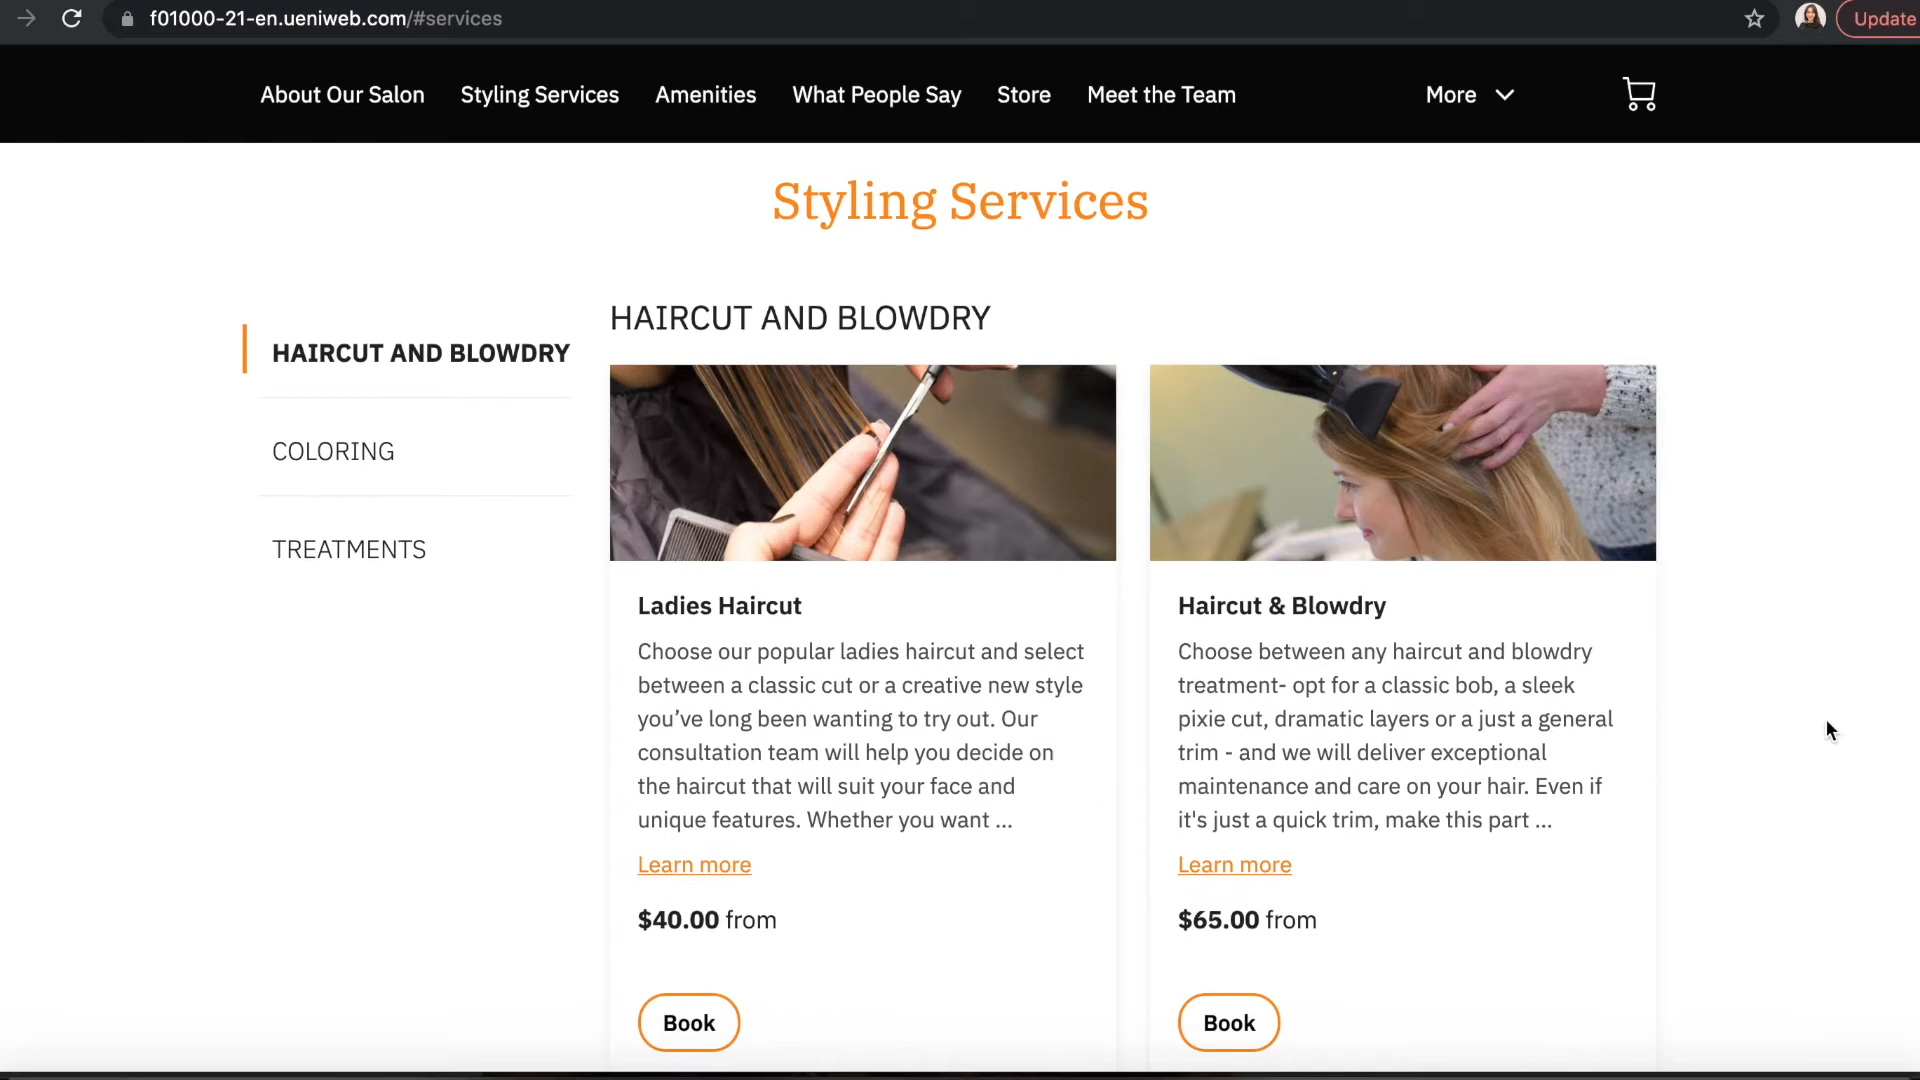 f01000-21-en.ueniweb.com/#services
Update
About Our Salon
Styling Services
Amenities
What People Say
Store
Meet the Team
More
Styling Services
HAIRCUT AND BLOWDRY
COLORING
TREATMENTS
HAIRCUT AND BLOWDRY
Ladies Haircut
Choose our popular ladies haircut and select
between a classic cut or a creative new style
you’ve long been wanting to try out. Our
consultation team will help you decide on
the haircut that will suit your face and
unique features. Whether you want ...
Learn more
$40.00 from
Book
Haircut & Blowdry
Choose between any haircut and blowdry
treatment- opt for a classic bob, a sleek
pixie cut, dramatic layers or a just a general
trim - and we will deliver exceptional
maintenance and care on your hair. Even if
it's just a quick trim, make this part ...
Learn more
$65.00 from
Book